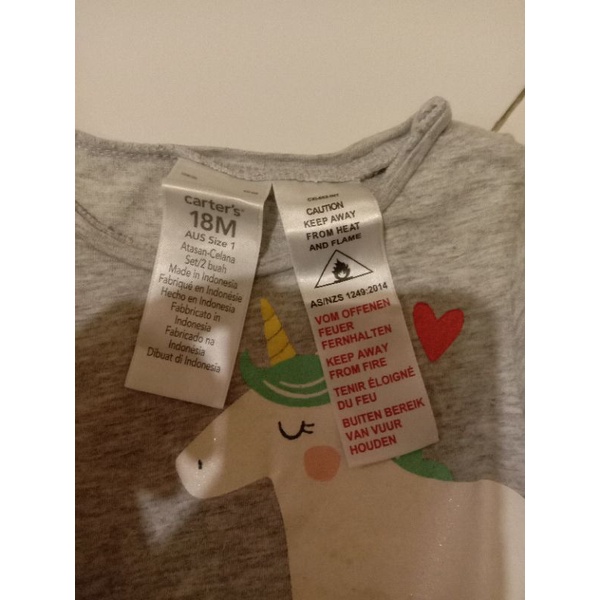 carter's
18M
AUS Size 1
Atasan-Celana
Set/2 buah
Made in Indonesia
Fabriqué en Indonésie
Hecho en Indonesia
Fabbricato in
Indonesia
Fabricado na
Indonésia
Dibuat di Indonesia
CAUTION
KEEP AWAY
FROM HEAT
AND FLAME
AS/NZS 1249:2014
VOM OFFENEN
FEUER
FERNHALTEN
KEEP AWAY
FROM FIRE
TENIR ÉLOIGNÉ
DU FEU
BUITEN BEREIK
VAN VUUR
HOUDEN